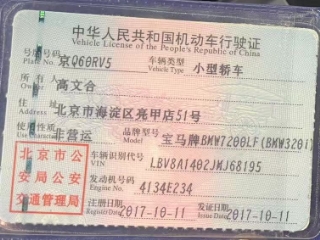 中华人民共和国机动车行驶证
Vehicle License of the People's Republic of China
号牌号码 京Q60RV5 车辆类型 小型轿车
Plate No. Vehicle Type
所有人 高文合
Owner
住址 北京市海淀区亮甲店51号
Address
使用性质 非营运 品牌型号 宝马牌BMW7200LF(BMW320i)
Use Character Model
北京市公安局公安交通管理局
车辆识别代号 LBV8A1402JMJ68195
VIN
发动机号码 4134E234
Engine No.
注册日期 2017-10-11 发证日期 2017-10-11
Register Date Issue Date